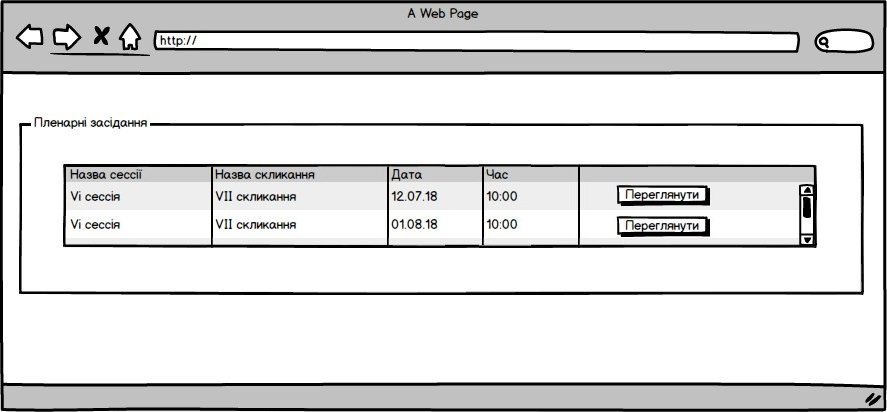 A Web Page
http://
Пленарні засідання
Назва сессії Назва скликання Дата Час
Vi сессія VII скликання 12.07.18 10:00 Переглянути
Vi сессія VII скликання 01.08.18 10:00 Переглянути